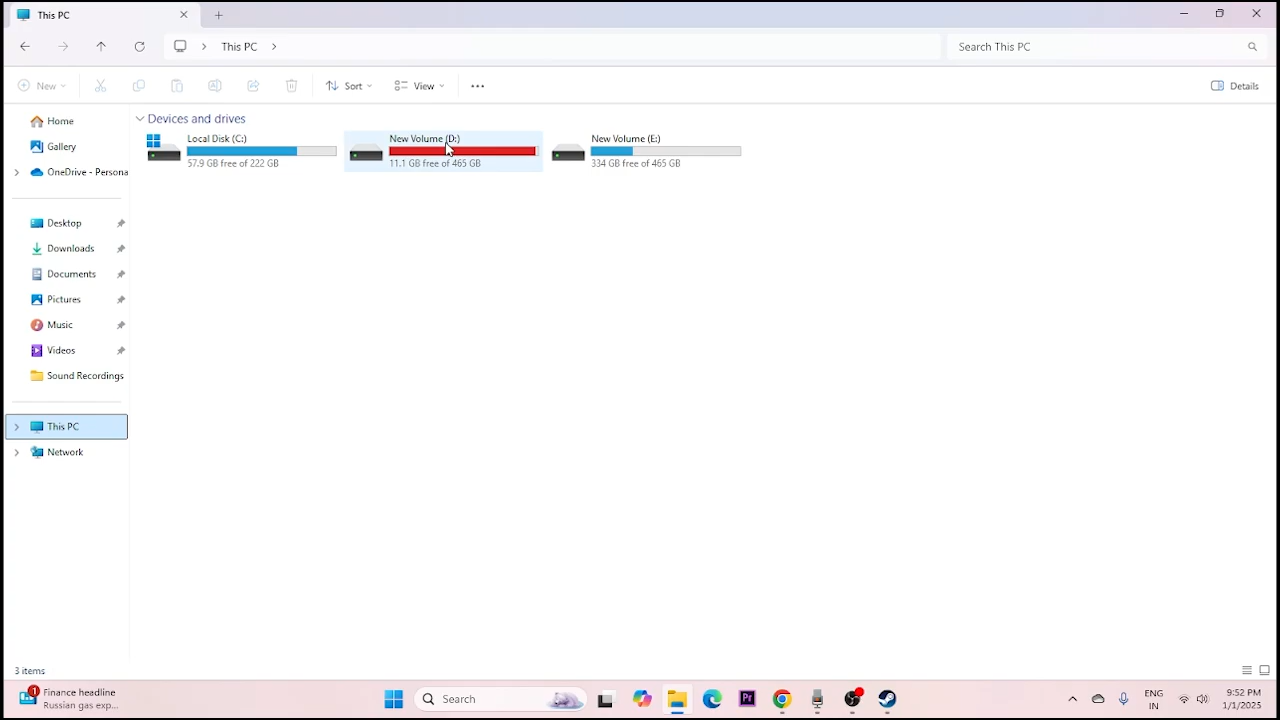 This PC
This PC
Search This PC
New
Sort
View
Details
Home
Gallery
OneDrive - Persona
Desktop
Downloads
Documents
Pictures
Music
Videos
Sound Recordings
This PC
Network
Devices and drives
Local Disk (C:)
57.9 GB free of 222 GB
New Volume (D:)
11.1 GB free of 465 GB
New Volume (E:)
334 GB free of 465 GB
3 items
1
Finance headline
Russian gas exp...
Search
Pr
ENG
IN
9:52 PM
1/1/2025